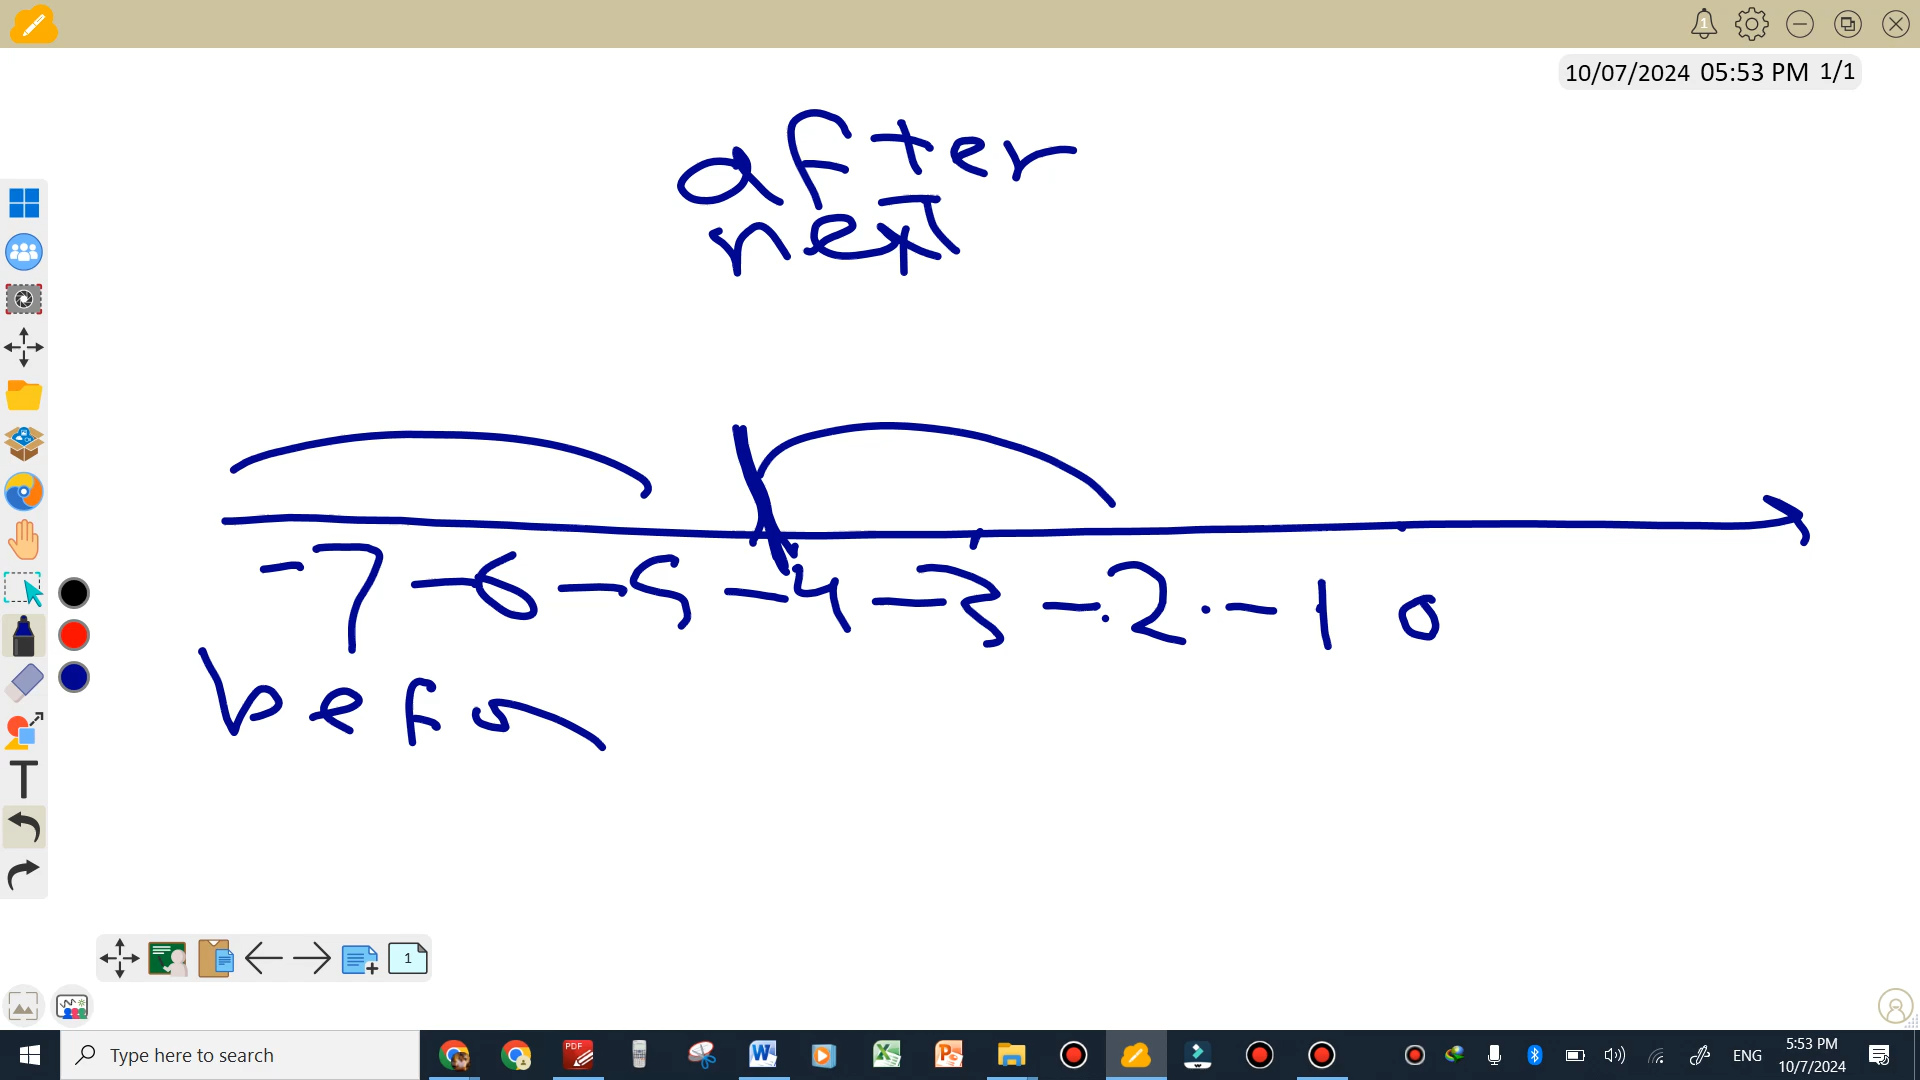 10/07/2024 05:53 PM 1/1
after
next
-7 -6 -5 -4 -3 -2 -1 0
T
1
Type here to search
ENG
5:53 PM
10/7/2024